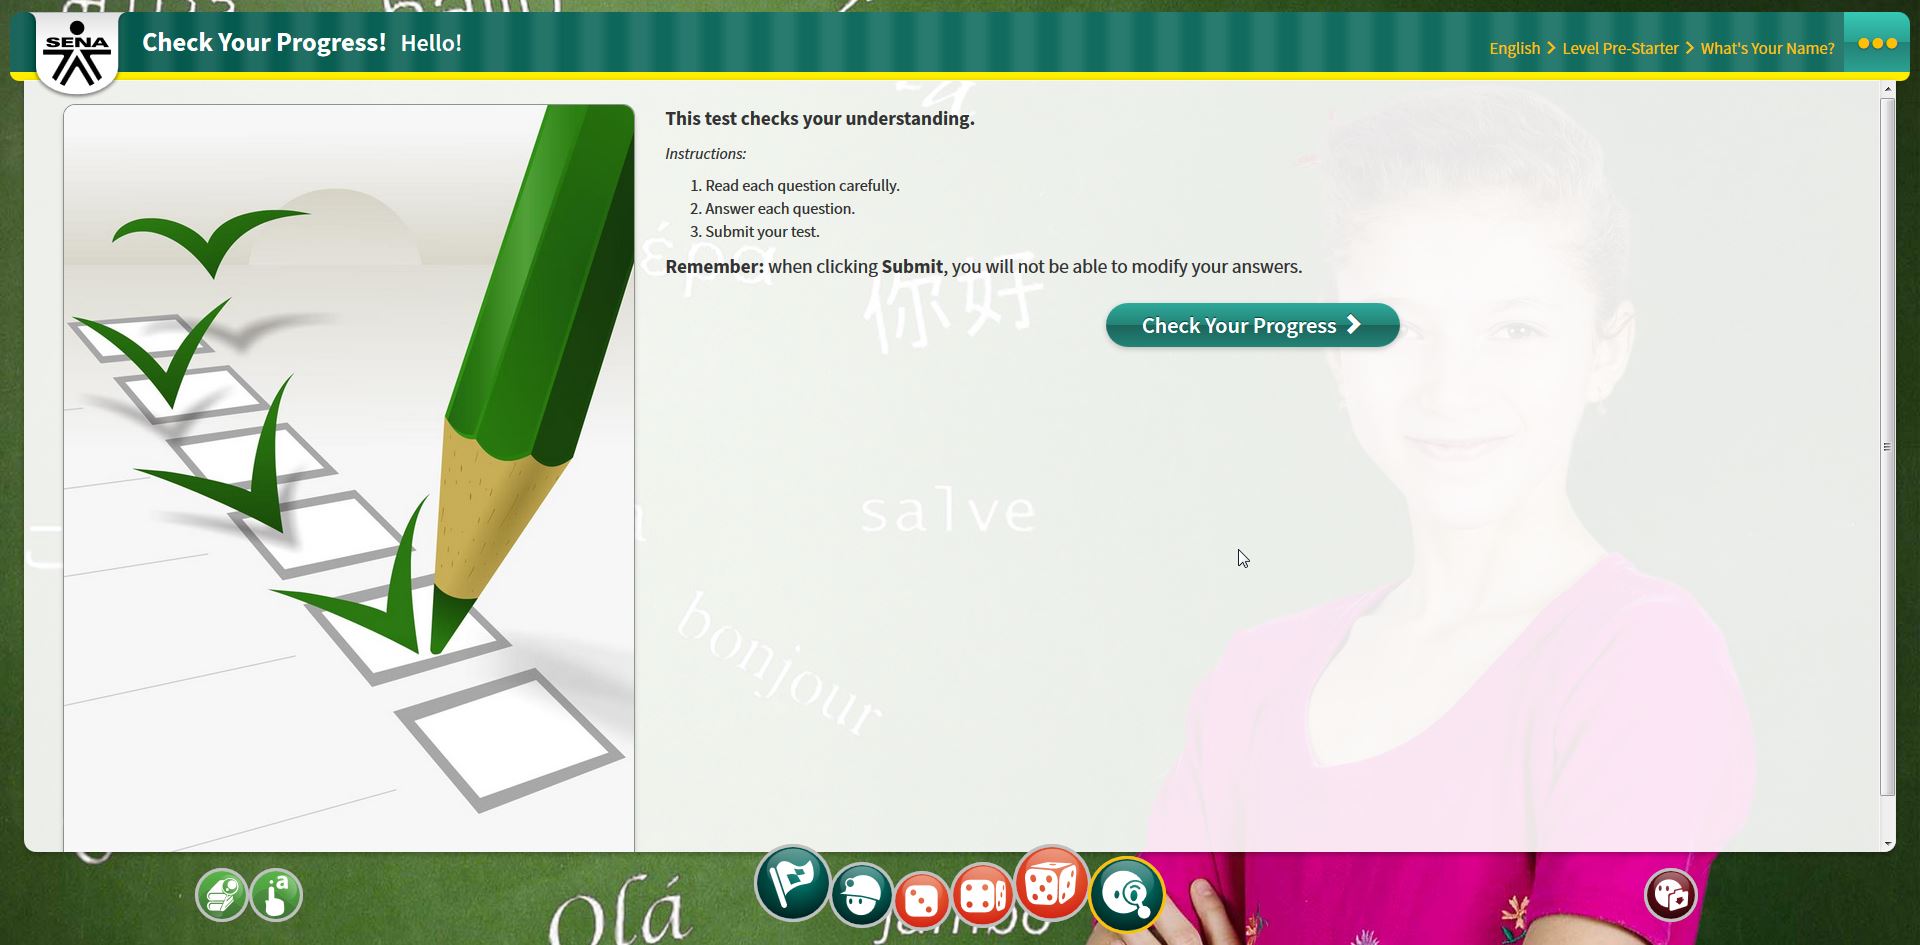 SENA
Check Your Progress! Hello!
English > Level Pre-Starter > What's Your Name?
This test checks your understanding.
Instructions:
1. Read each question carefully.
2. Answer each question.
3. Submit your test.
Remember: when clicking Submit, you will not be able to modify your answers.
έρα
你好
Check Your Progress
salve
bonjour
a
Olá